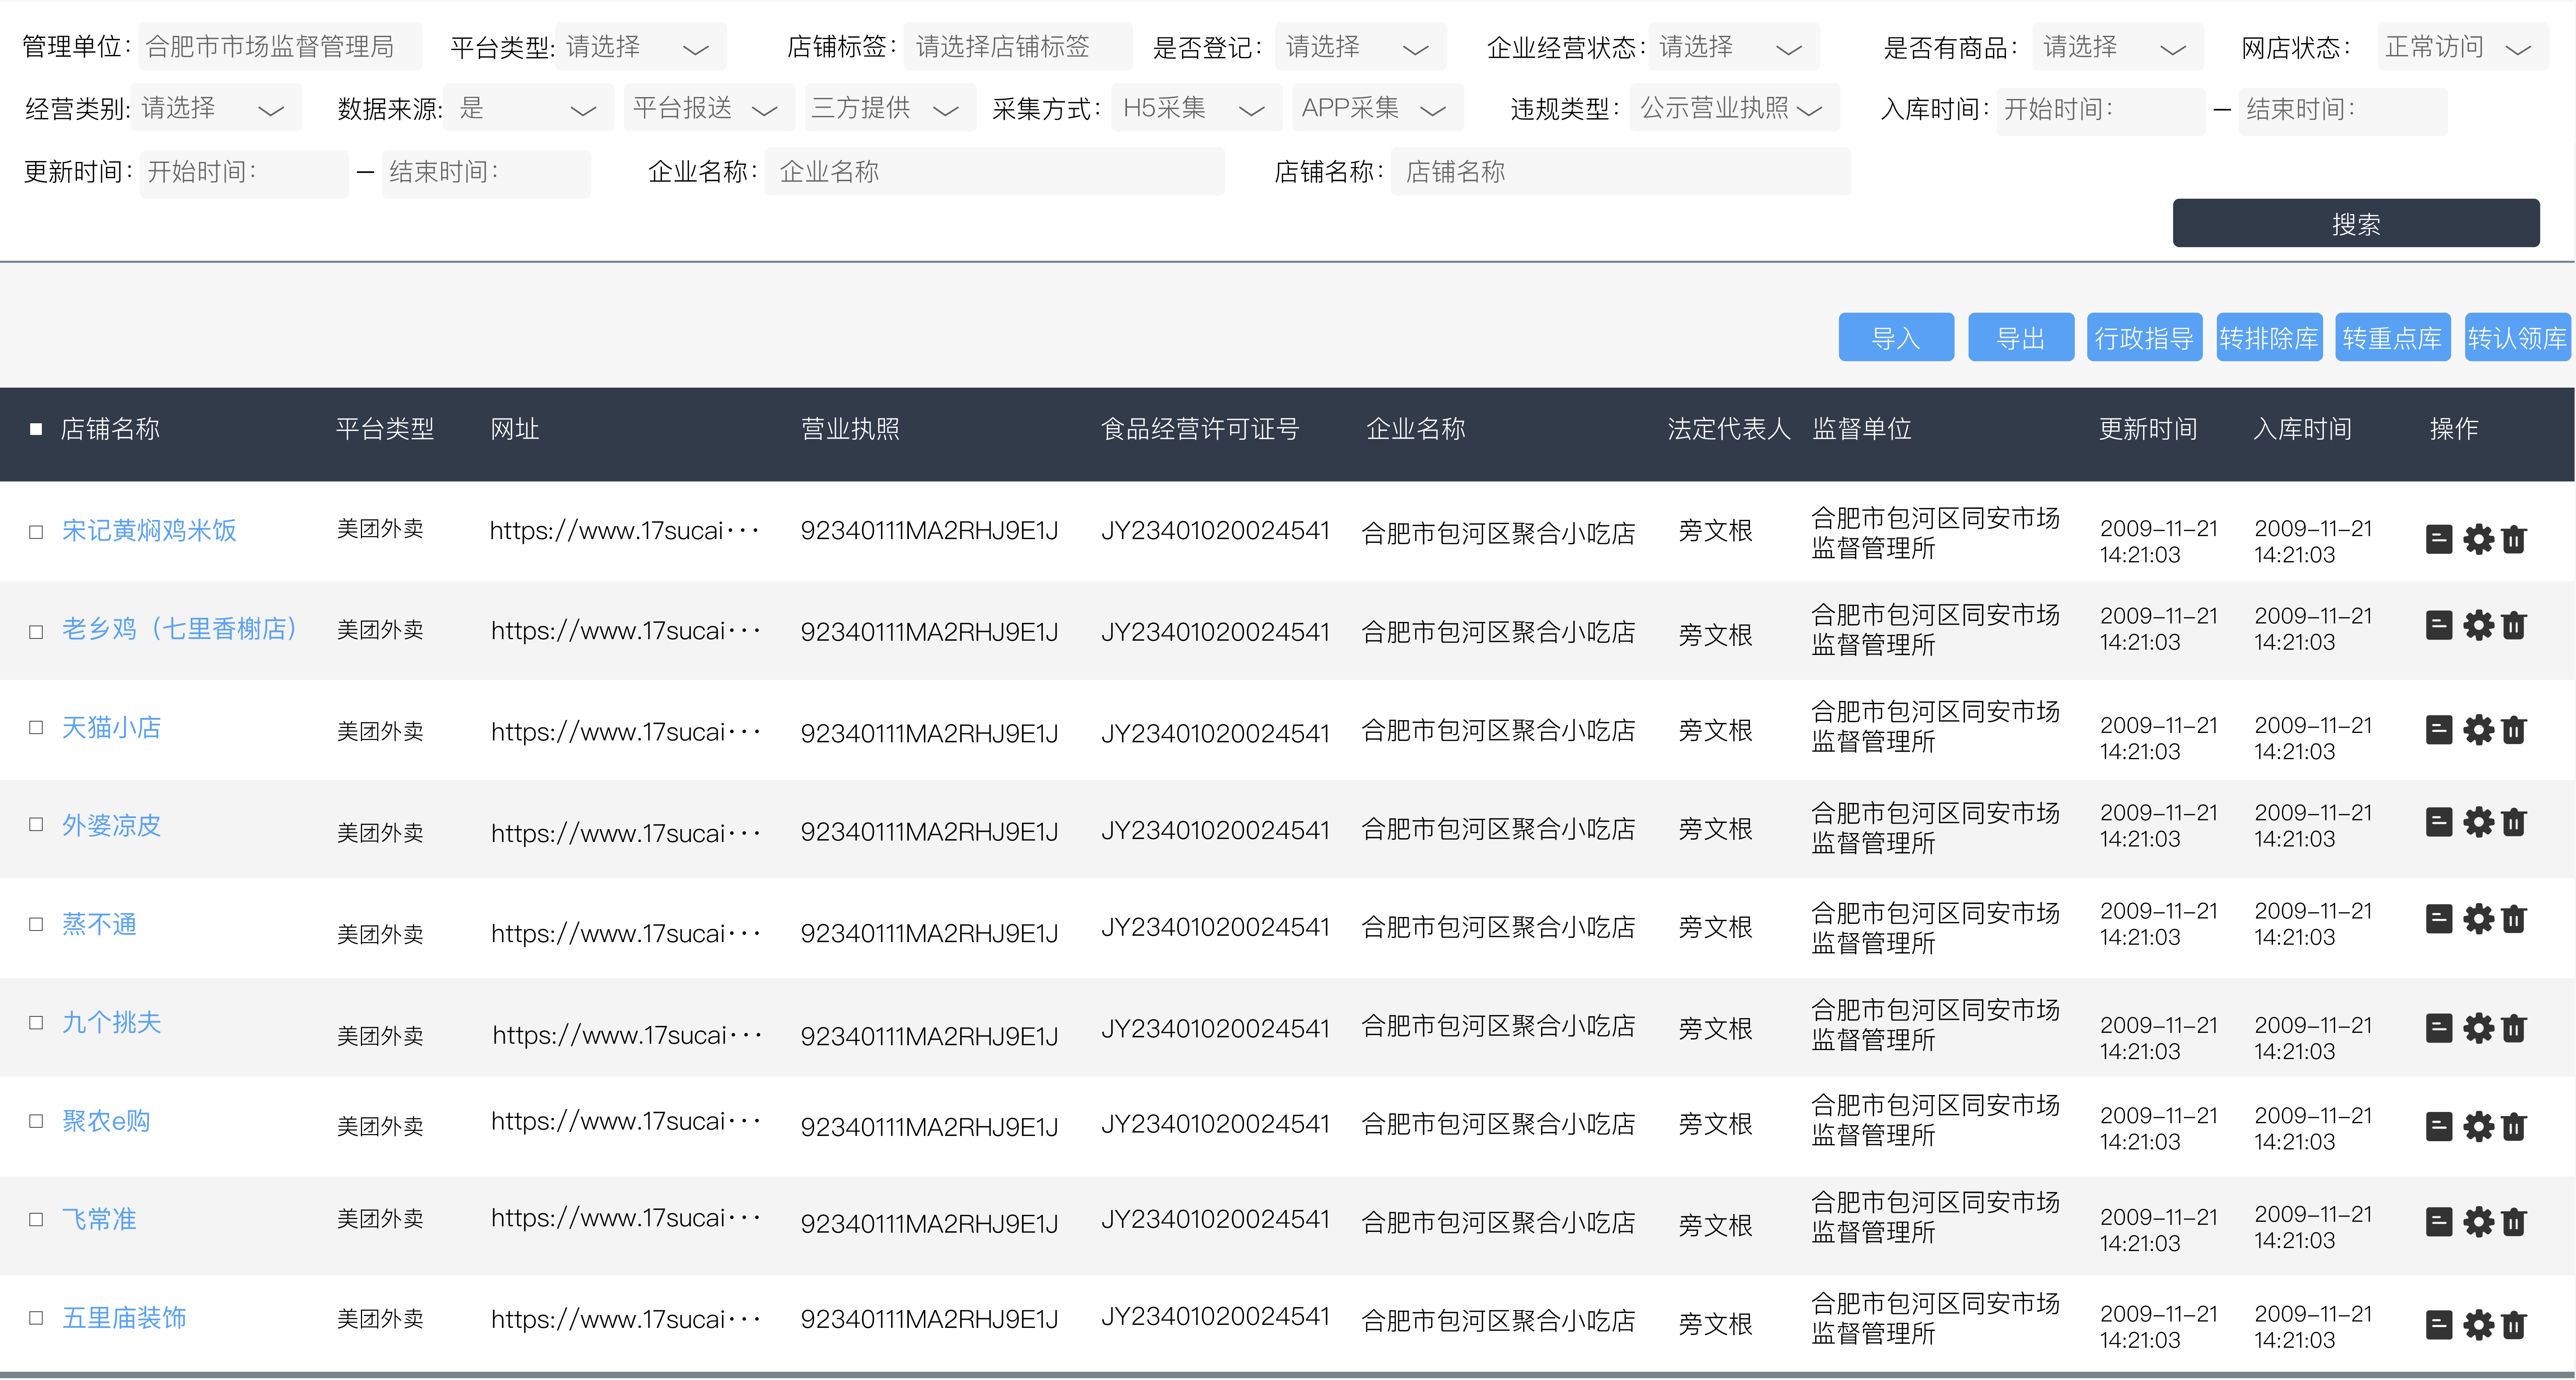 管理单位: 合肥市市场监督管理局 平台类型: 请选择 店铺标签: 请选择店铺标签 是否登记: 请选择 企业经营状态: 请选择 是否有商品: 请选择 网店状态: 正常访问
经营类别: 请选择 数据来源: 是 平台报送 三方提供 采集方式: H5采集 APP采集 违规类型: 公示营业执照 入库时间: 开始时间: — 结束时间:
更新时间: 开始时间: — 结束时间: 企业名称: 企业名称 店铺名称: 店铺名称
搜索
导入 导出 行政指导 转排除库 转重点库 转认领库
店铺名称 平台类型 网址 营业执照 食品经营许可证号 企业名称 法定代表人 监督单位 更新时间 入库时间 操作
宋记黄焖鸡米饭 美团外卖 https://www.17sucai··· 92340111MA2RHJ9E1J JY23401020024541 合肥市包河区聚合小吃店 旁文根 合肥市包河区同安市场 2009-11-21 2009-11-21
监督管理所 14:21:03 14:21:03
老乡鸡（七里香榭店） 美团外卖 https://www.17sucai··· 92340111MA2RHJ9E1J JY23401020024541 合肥市包河区聚合小吃店 旁文根 合肥市包河区同安市场 2009-11-21 2009-11-21
监督管理所 14:21:03 14:21:03
天猫小店 美团外卖 https://www.17sucai··· 92340111MA2RHJ9E1J JY23401020024541 合肥市包河区聚合小吃店 旁文根 合肥市包河区同安市场 2009-11-21 2009-11-21
监督管理所 14:21:03 14:21:03
外婆凉皮 美团外卖 https://www.17sucai··· 92340111MA2RHJ9E1J JY23401020024541 合肥市包河区聚合小吃店 旁文根 合肥市包河区同安市场 2009-11-21 2009-11-21
监督管理所 14:21:03 14:21:03
蒸不通 美团外卖 https://www.17sucai··· 92340111MA2RHJ9E1J JY23401020024541 合肥市包河区聚合小吃店 旁文根 合肥市包河区同安市场 2009-11-21 2009-11-21
监督管理所 14:21:03 14:21:03
九个挑夫 美团外卖 https://www.17sucai··· 92340111MA2RHJ9E1J JY23401020024541 合肥市包河区聚合小吃店 旁文根 合肥市包河区同安市场 2009-11-21 2009-11-21
监督管理所 14:21:03 14:21:03
聚农e购 美团外卖 https://www.17sucai··· 92340111MA2RHJ9E1J JY23401020024541 合肥市包河区聚合小吃店 旁文根 合肥市包河区同安市场 2009-11-21 2009-11-21
监督管理所 14:21:03 14:21:03
飞常准 美团外卖 https://www.17sucai··· 92340111MA2RHJ9E1J JY23401020024541 合肥市包河区聚合小吃店 旁文根 合肥市包河区同安市场 2009-11-21 2009-11-21
监督管理所 14:21:03 14:21:03
五里庙装饰 美团外卖 https://www.17sucai··· 92340111MA2RHJ9E1J JY23401020024541 合肥市包河区聚合小吃店 旁文根 合肥市包河区同安市场 2009-11-21 2009-11-21
监督管理所 14:21:03 14:21:03